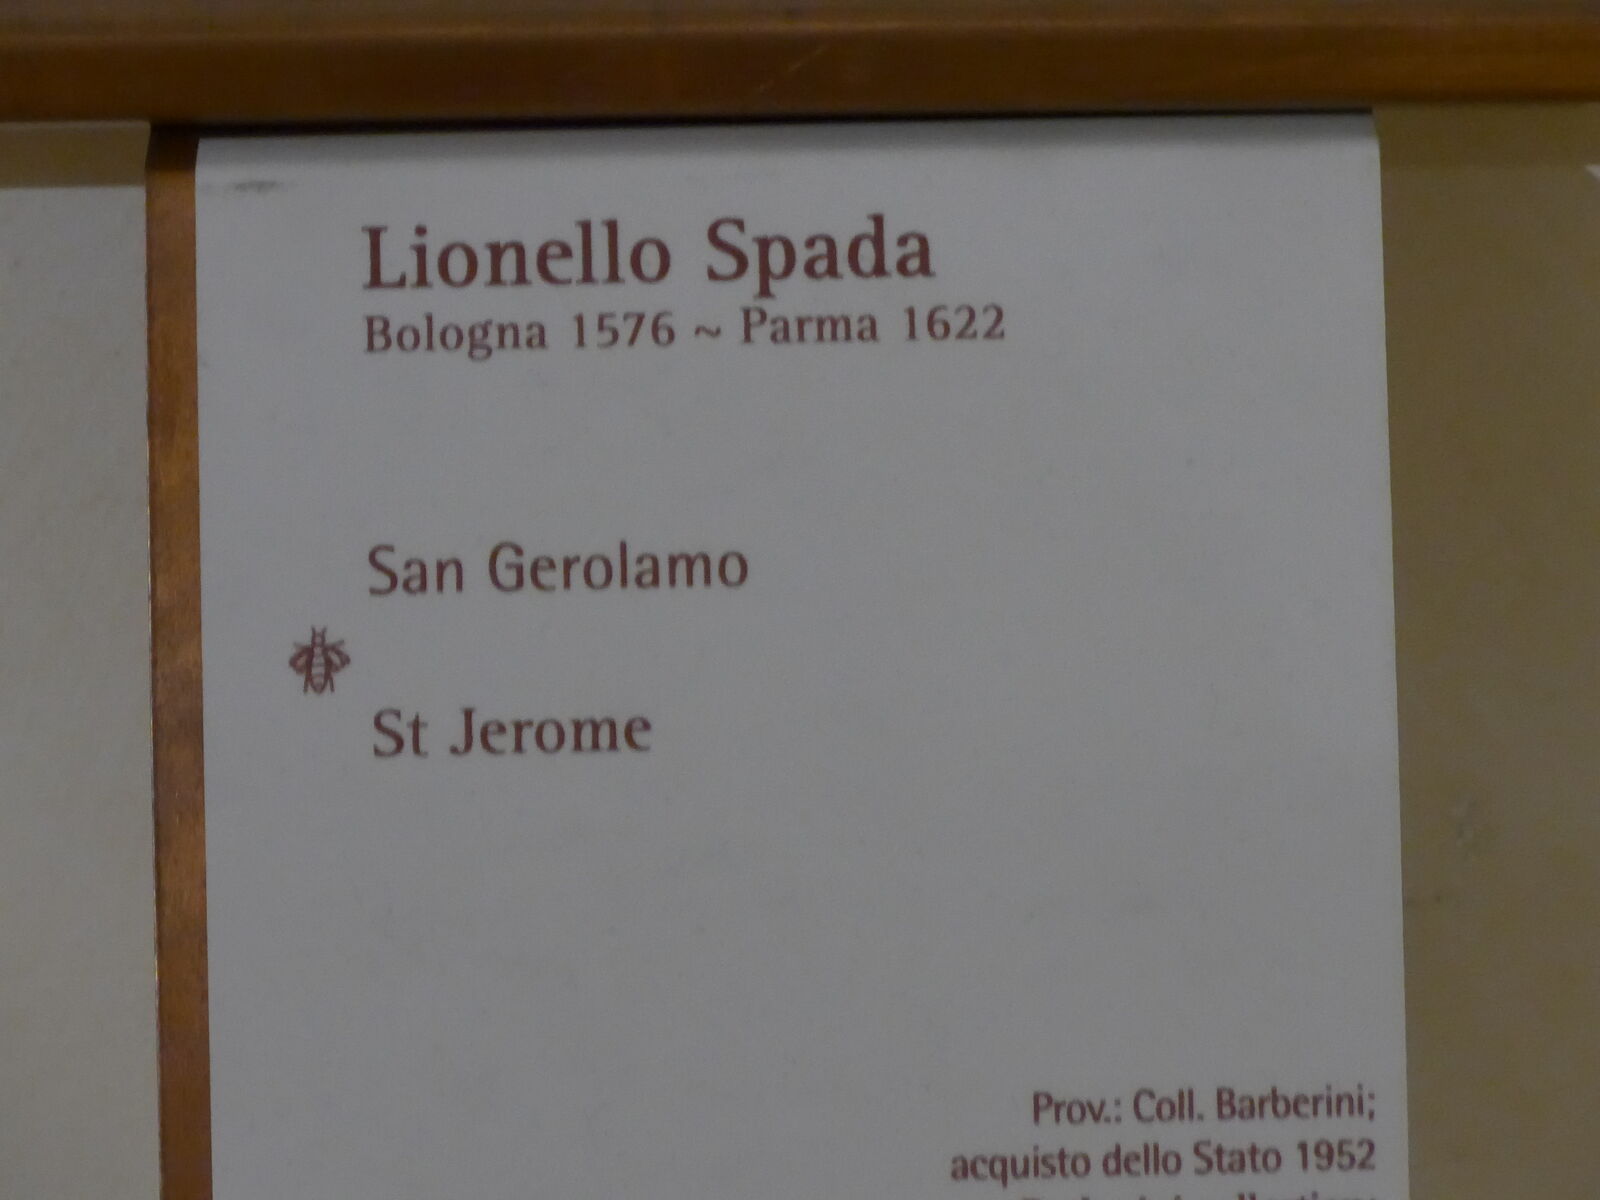 Lionello Spada
Bologna 1576 ~ Parma 1622
San Gerolamo
St Jerome
Prov.: Coll. Barberini;
acquisto dello Stato 1952